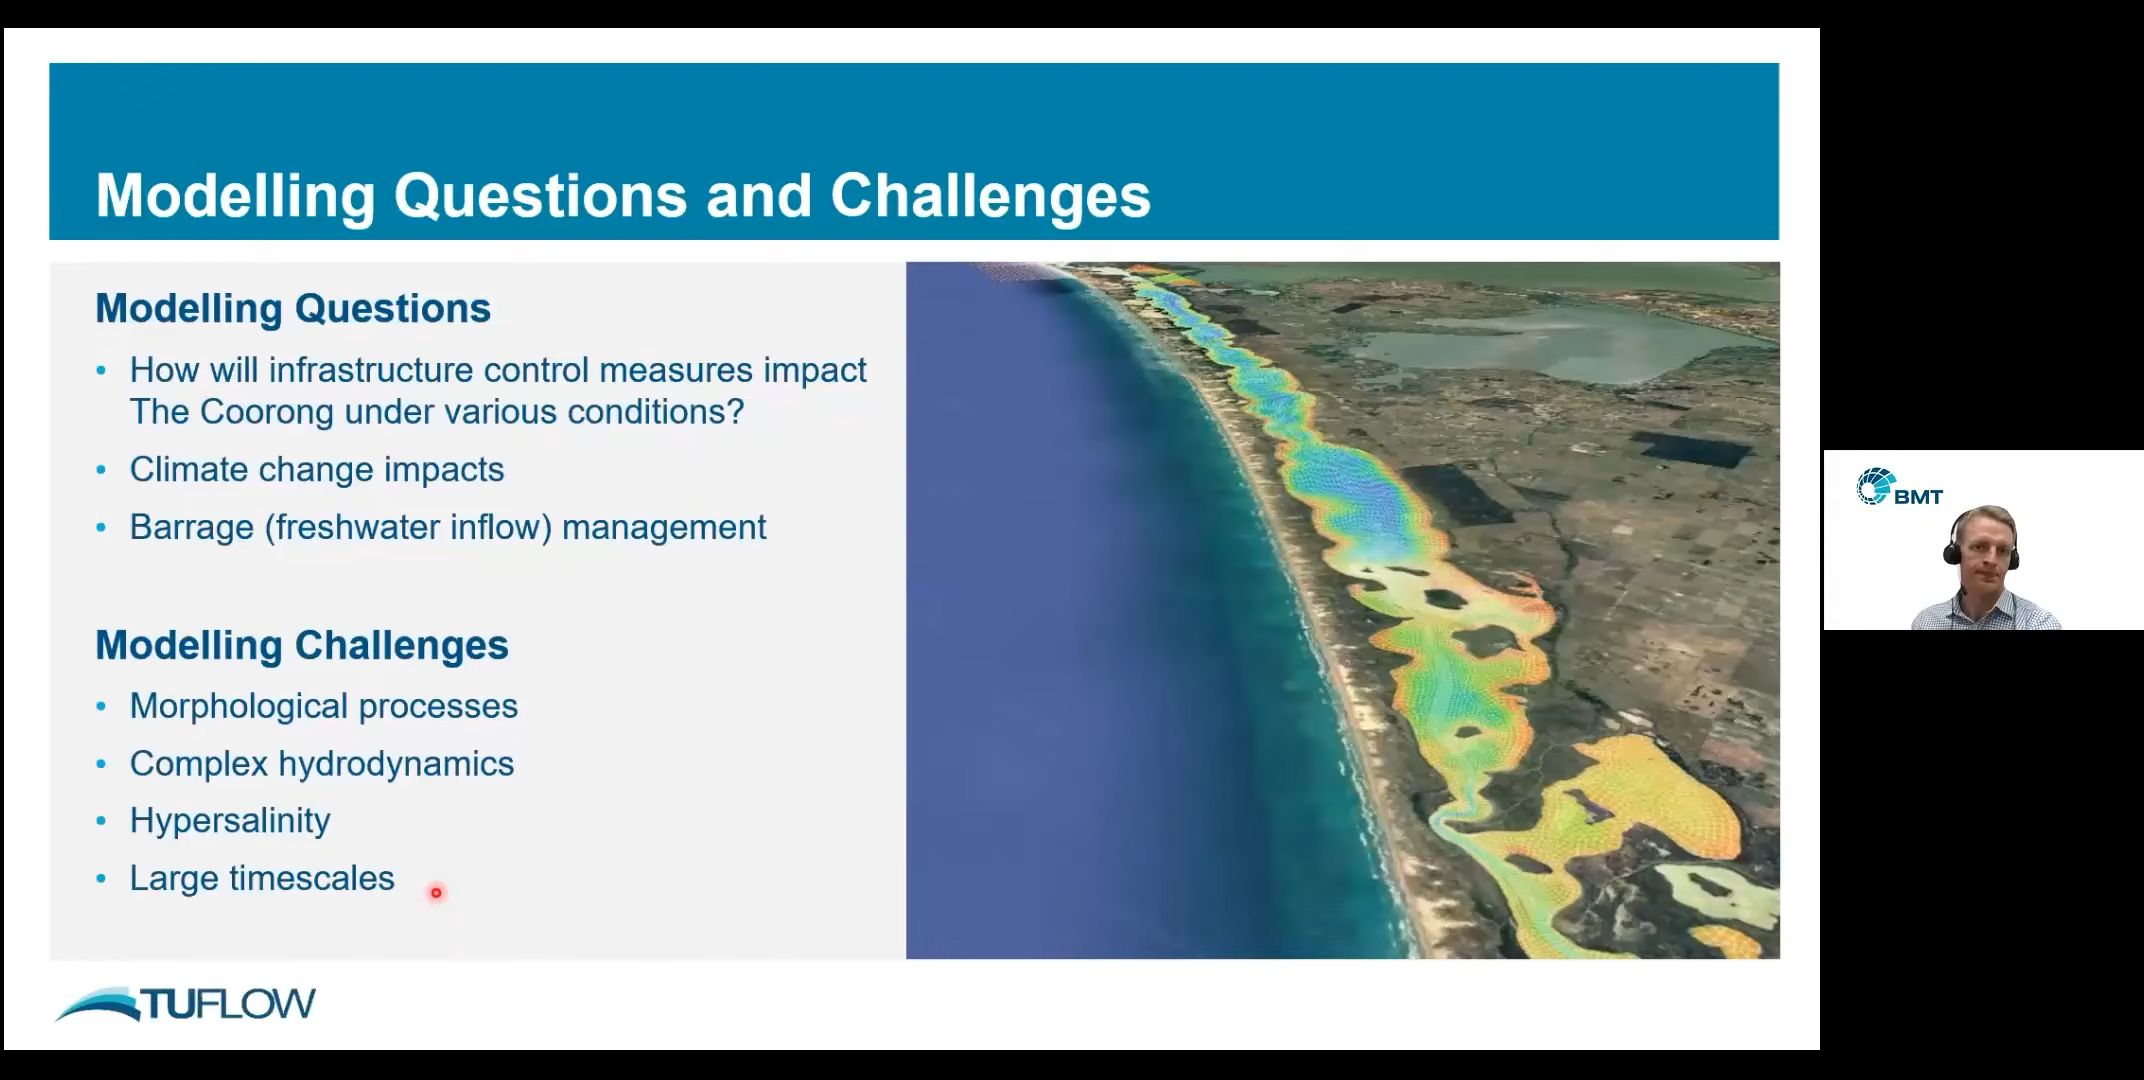 Modelling Questions and Challenges
Modelling Questions
• How will infrastructure control measures impact
The Coorong under various conditions?
• Climate change impacts
• Barrage (freshwater inflow) management
Modelling Challenges
• Morphological processes
• Complex hydrodynamics
• Hypersalinity
• Large timescales
TUFLOW
BMT